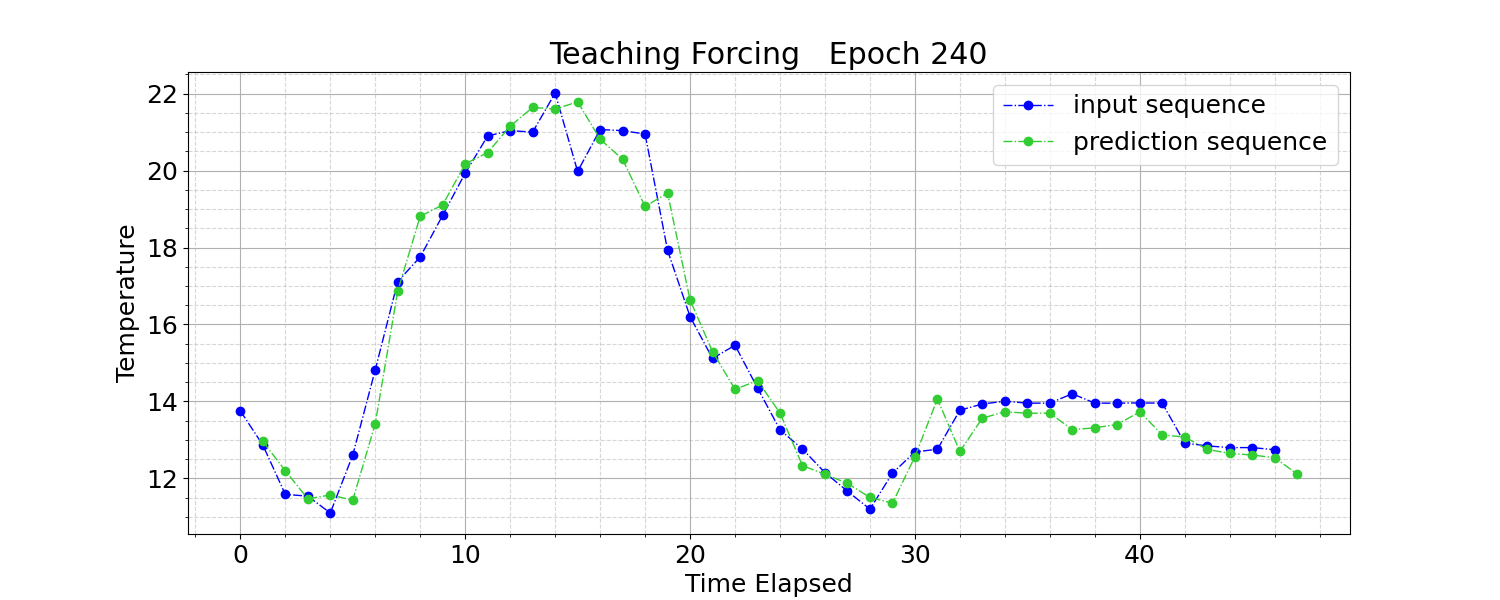 Teaching Forcing   Epoch 240
input sequence
prediction sequence
Temperature
22
20
18
16
14
12
0 10 20 30 40
Time Elapsed